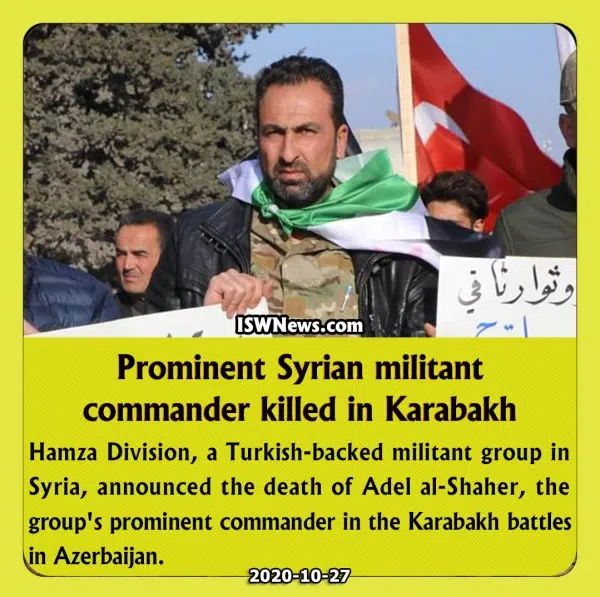 وثوارنا في
ISWNews.com
Prominent Syrian militant
commander killed in Karabakh
Hamza Division, a Turkish-backed militant group in
Syria, announced the death of Adel al-Shaher, the
group's prominent commander in the Karabakh battles
in Azerbaijan.
2020-10-27